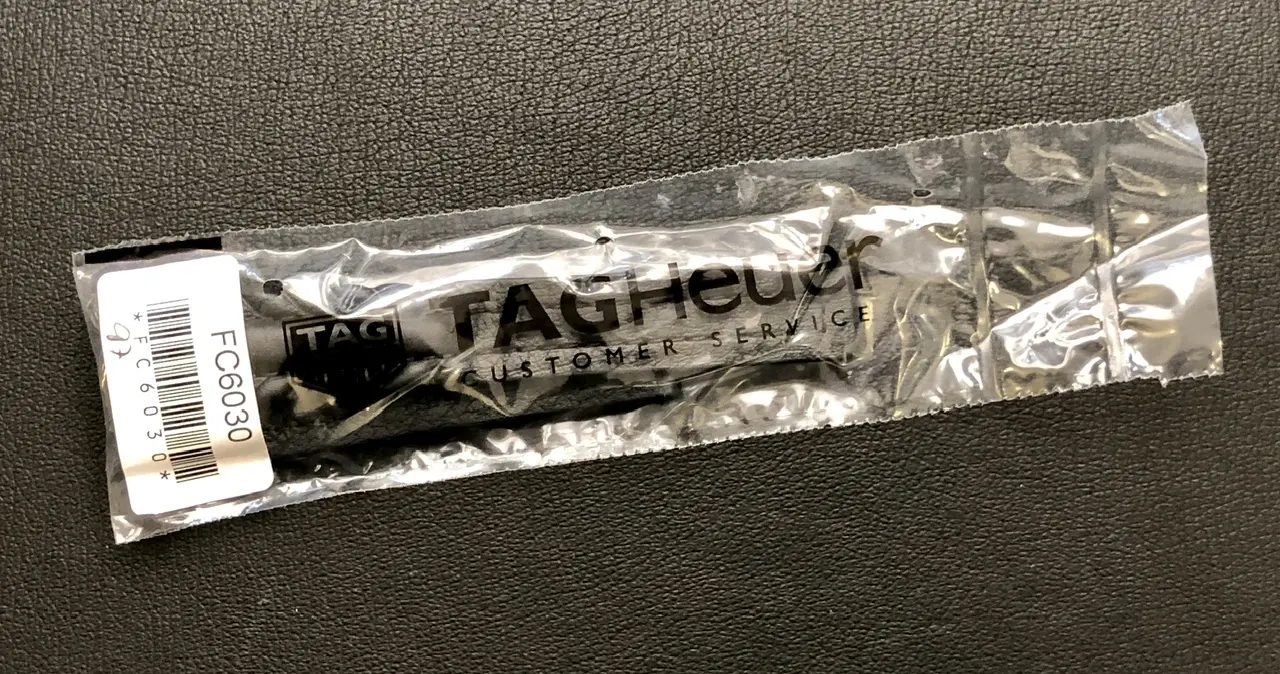 FC6030
*FC6030*
TAG
TAGHeuer
CUSTOMER SERVICE